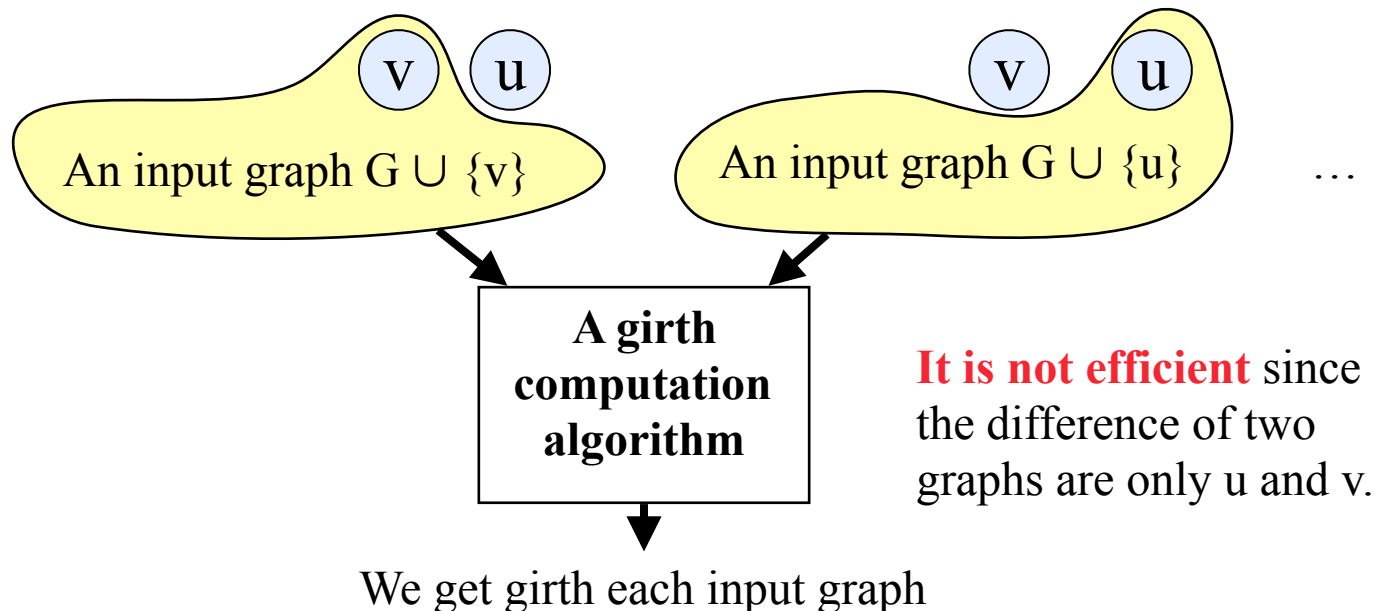 v u
An input graph G ∪ {v}
v u
An input graph G ∪ {u}
…
A girth
computation
algorithm
It is not efficient since
the difference of two
graphs are only u and v.
We get girth each input graph